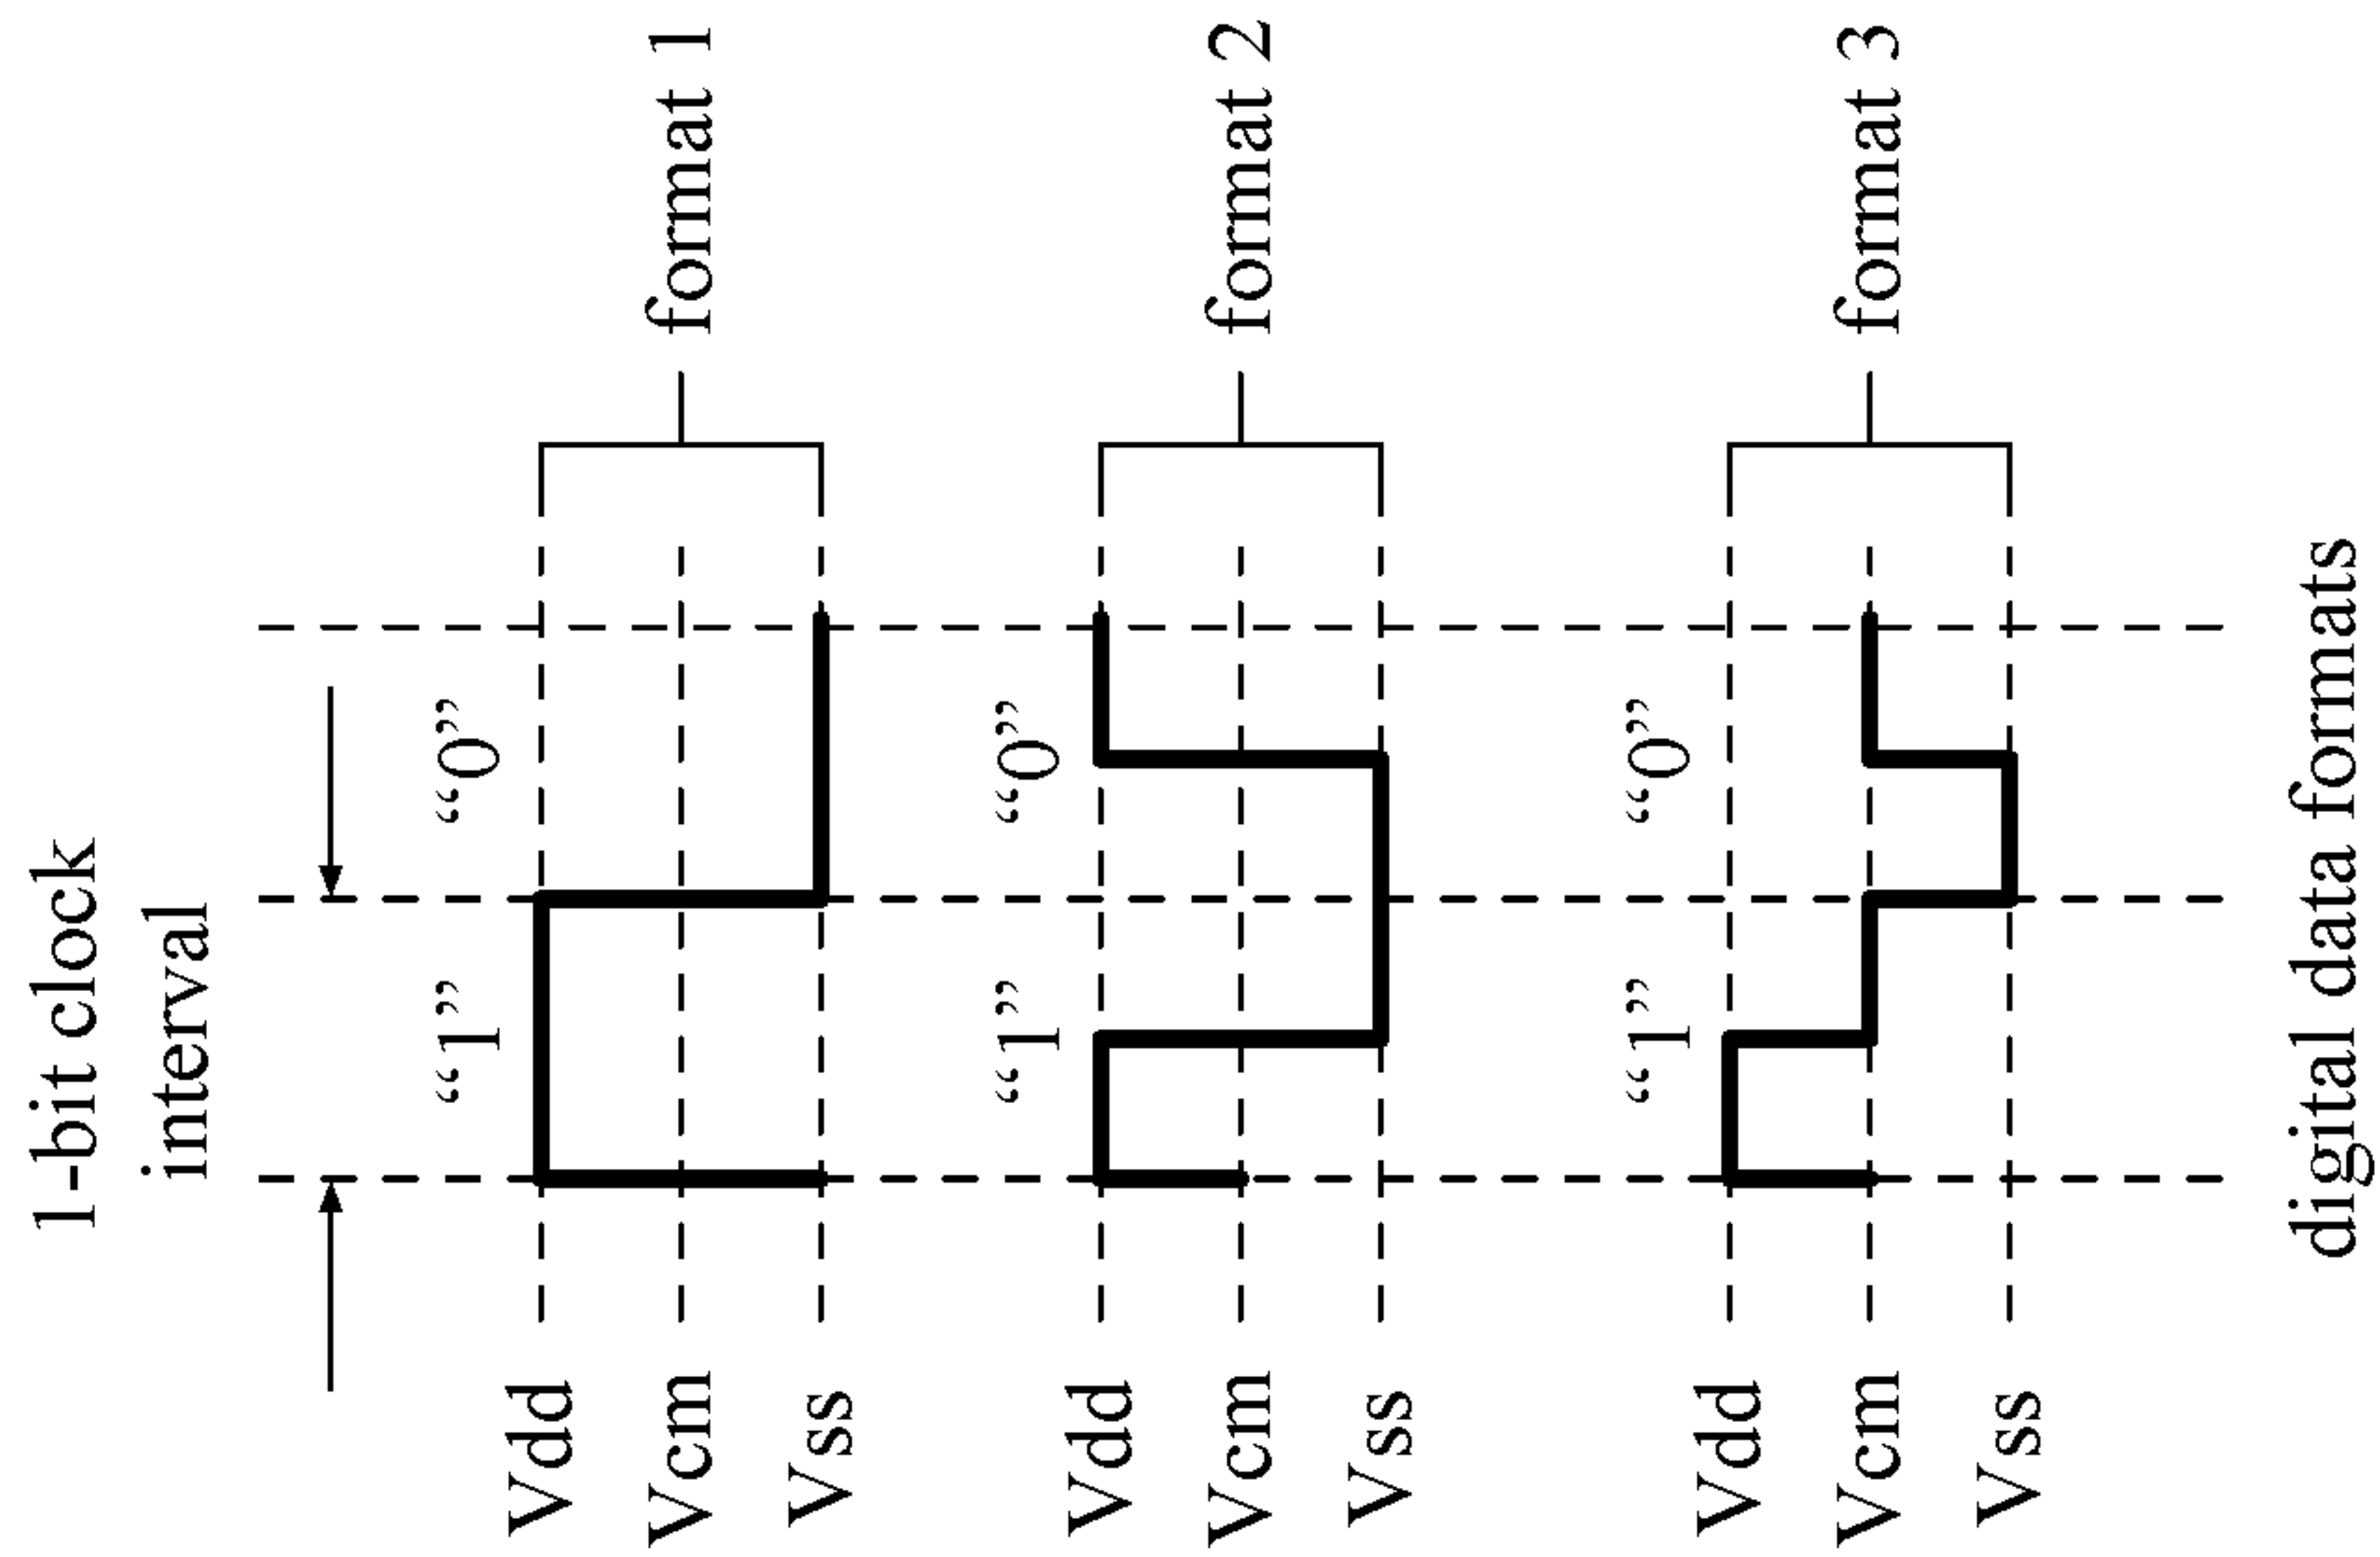 1-bit clock
interval
“1” “0”
Vdd
Vcm format 1
Vss
“1” “0”
Vdd
Vcm format 2
Vss
“1” “0”
Vdd
Vcm format 3
Vss
digital data formats